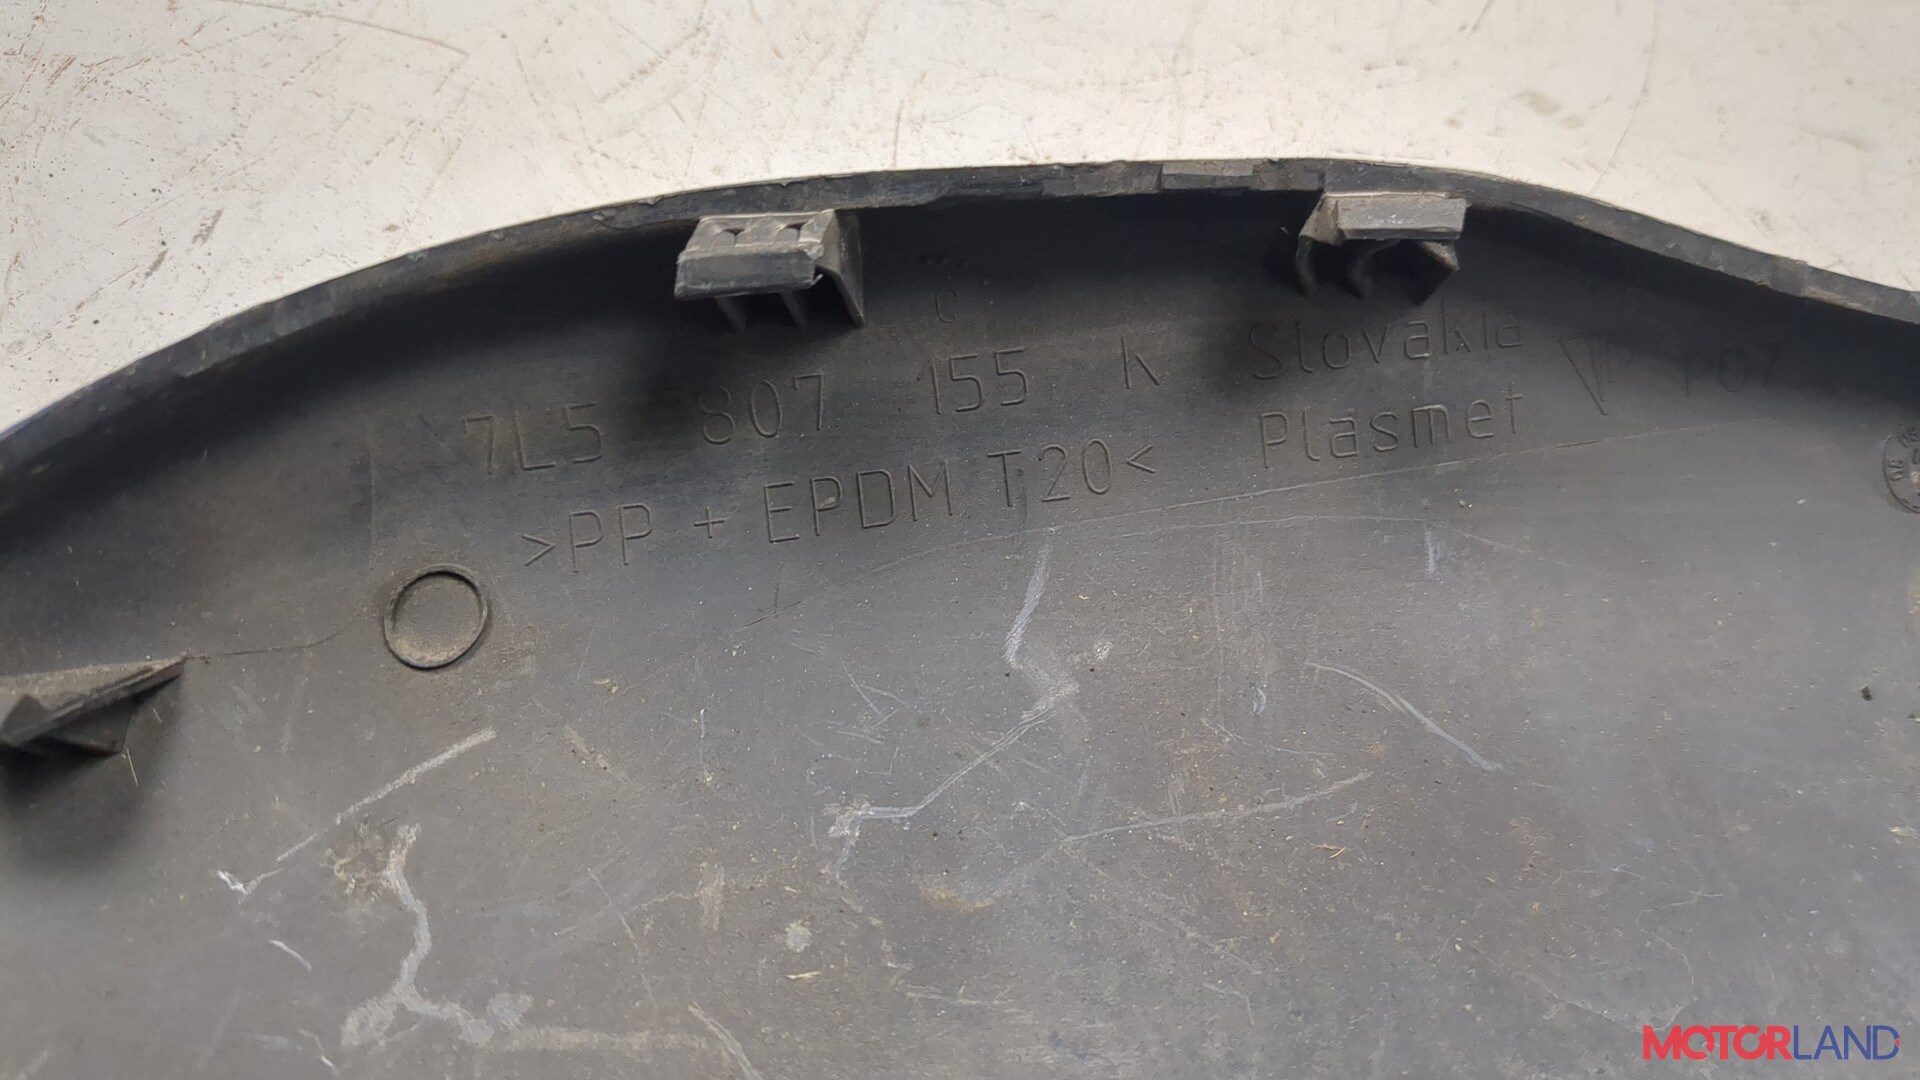 C
7L5 807 155 K Slovakia
>PP + EPDM T20< Plasmet
MOTORLAND